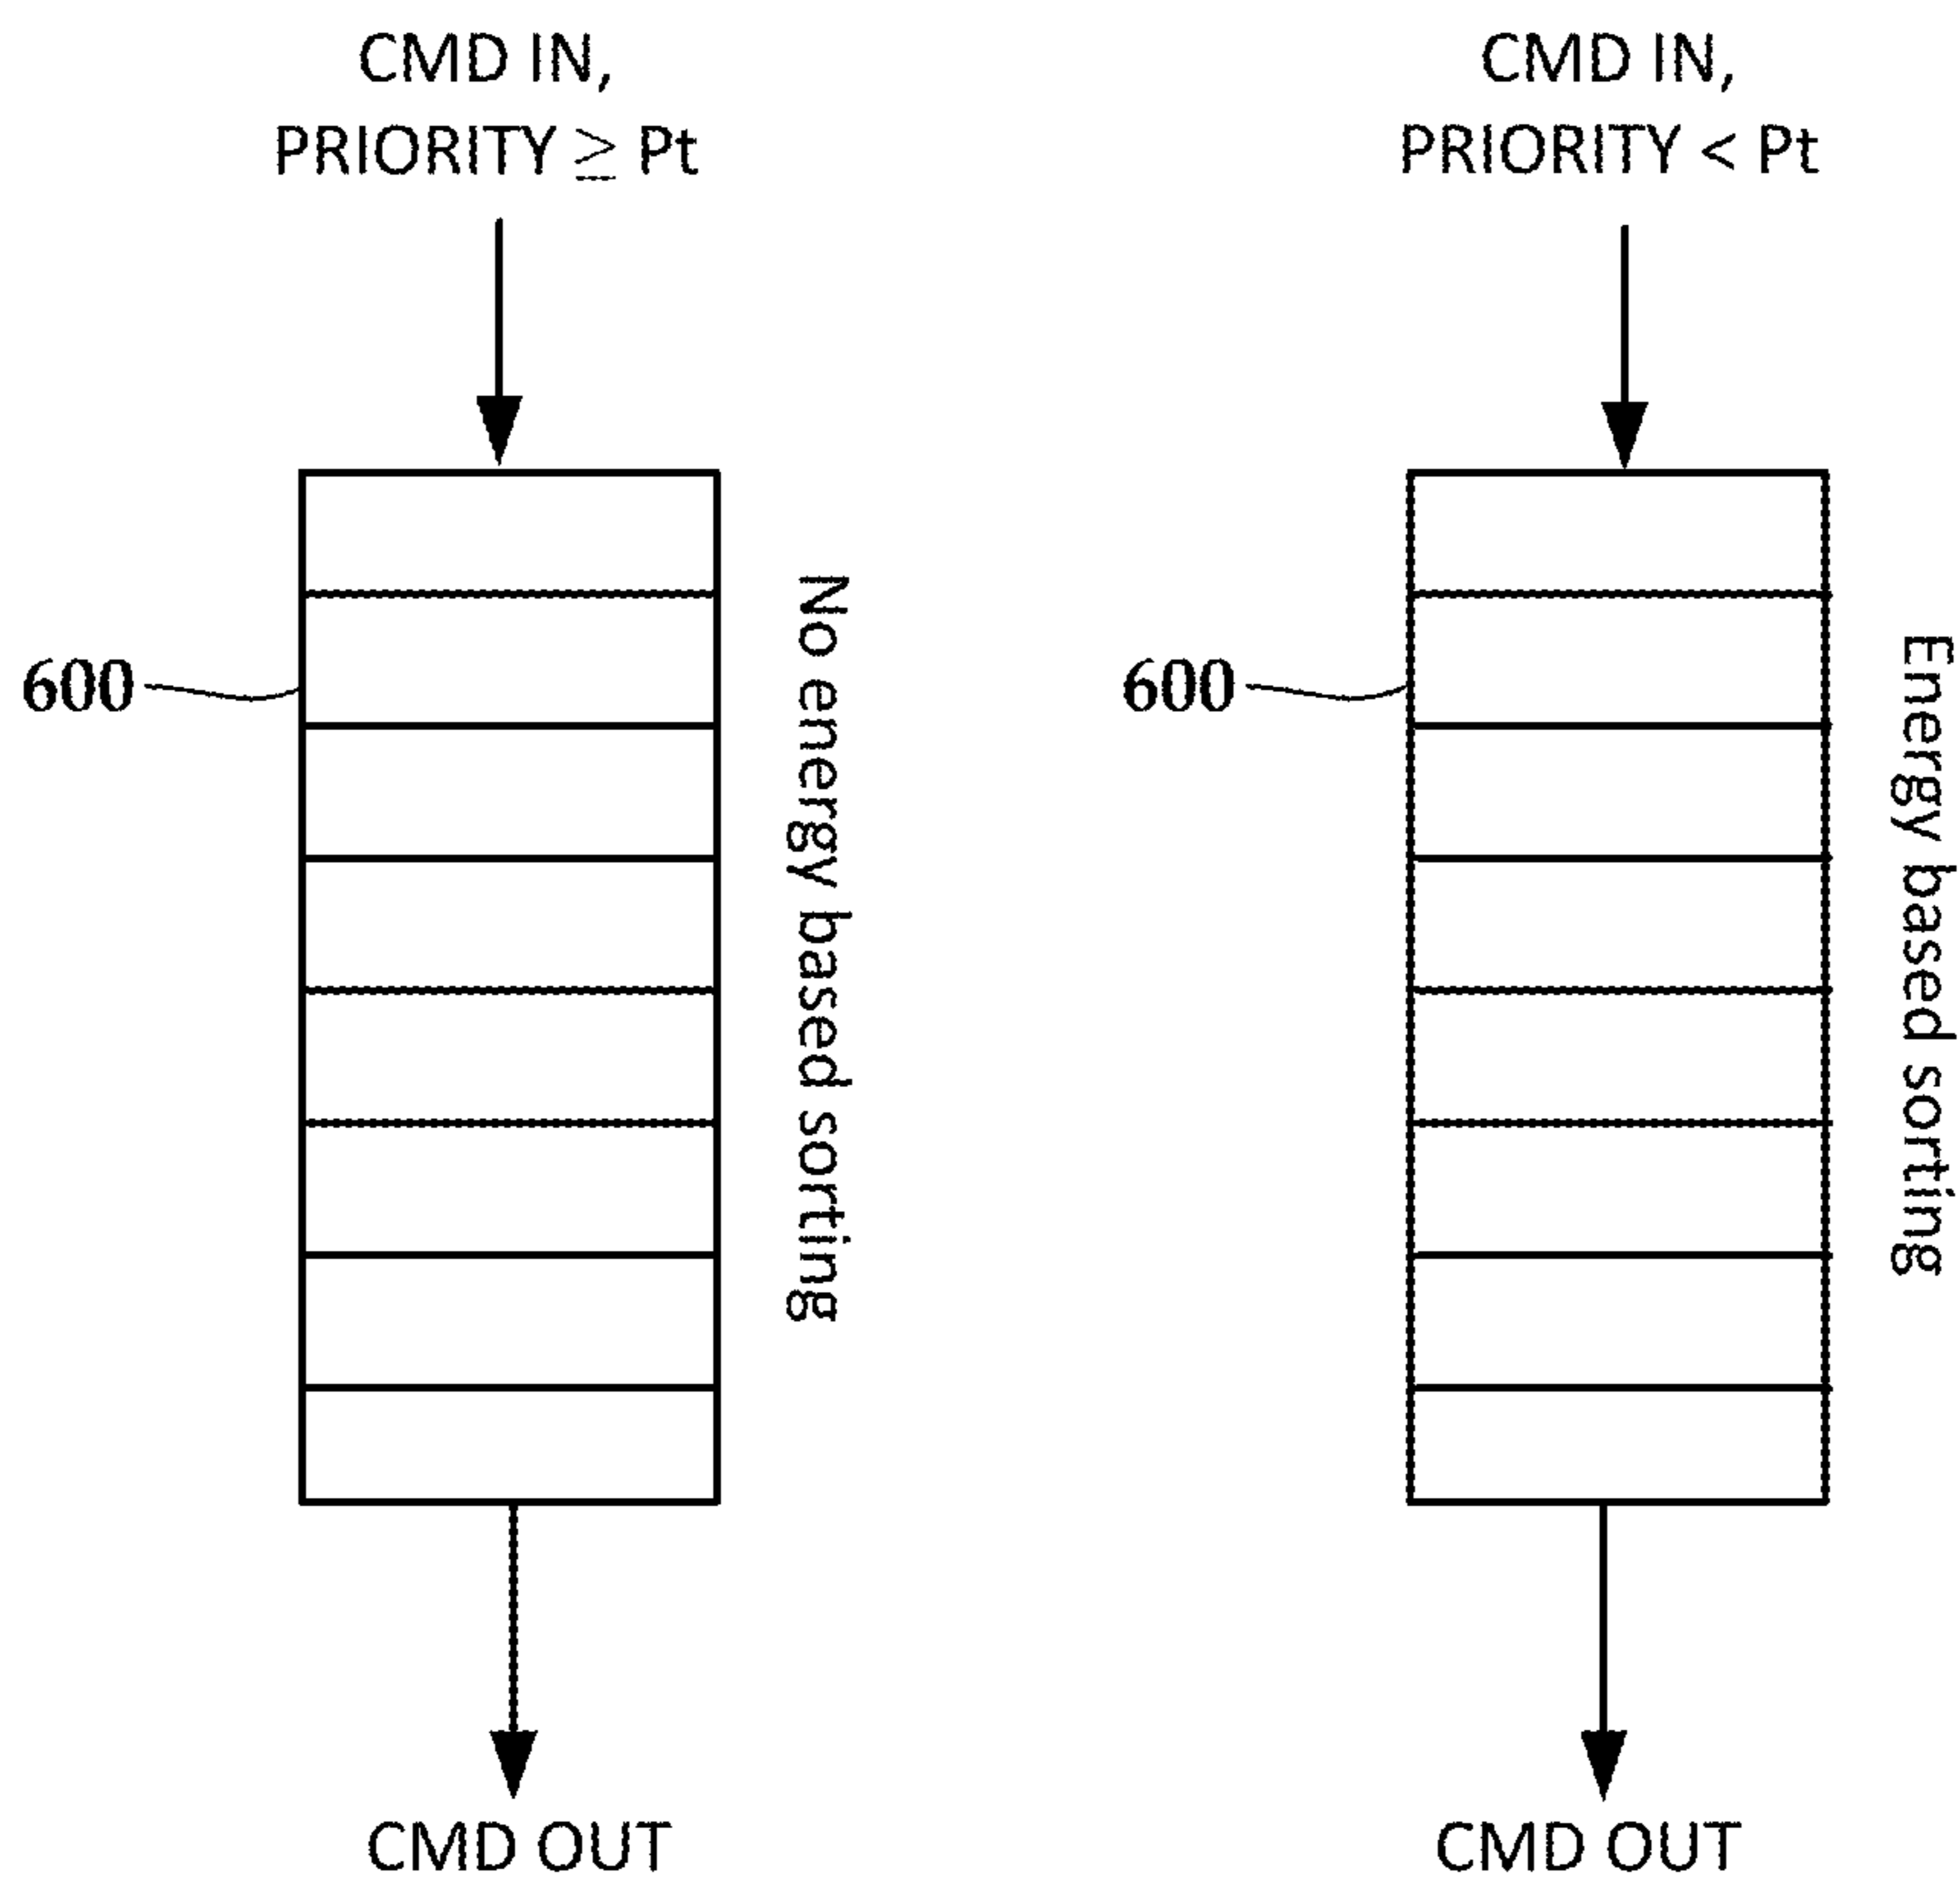 CMD IN,
PRIORITY ≥ Pt
600
No energy based sorting
CMD OUT
CMD IN,
PRIORITY < Pt
600
Energy based sorting
CMD OUT